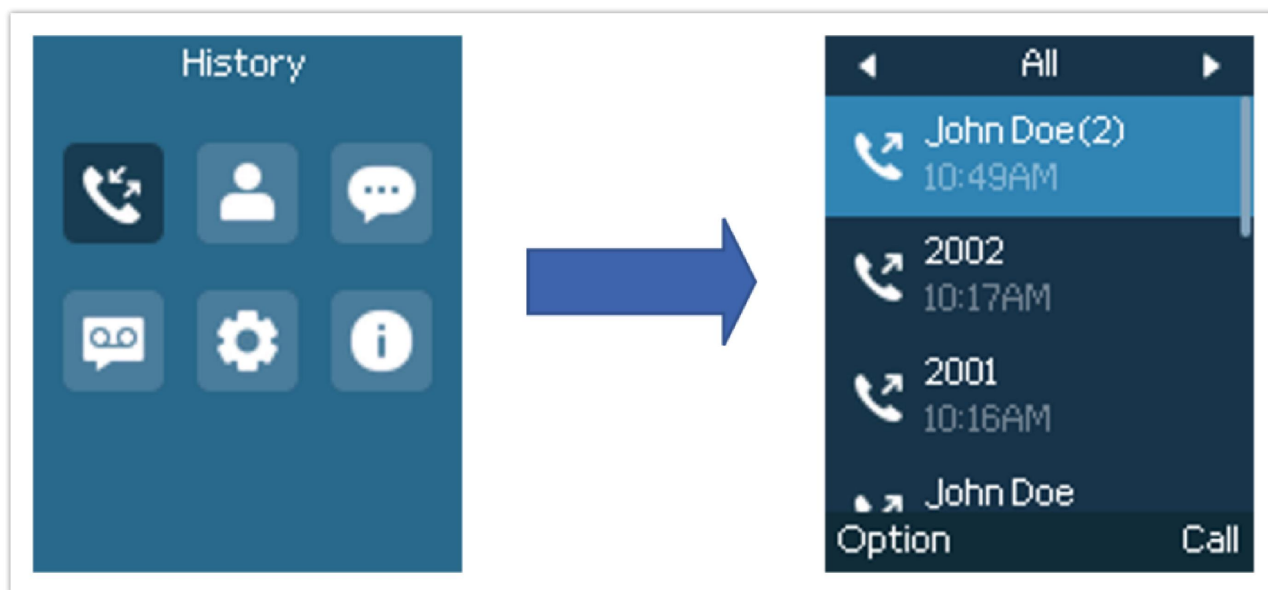 History
All
John Doe(2)
10:49AM
2002
10:17AM
2001
10:16AM
John Doe
Option Call